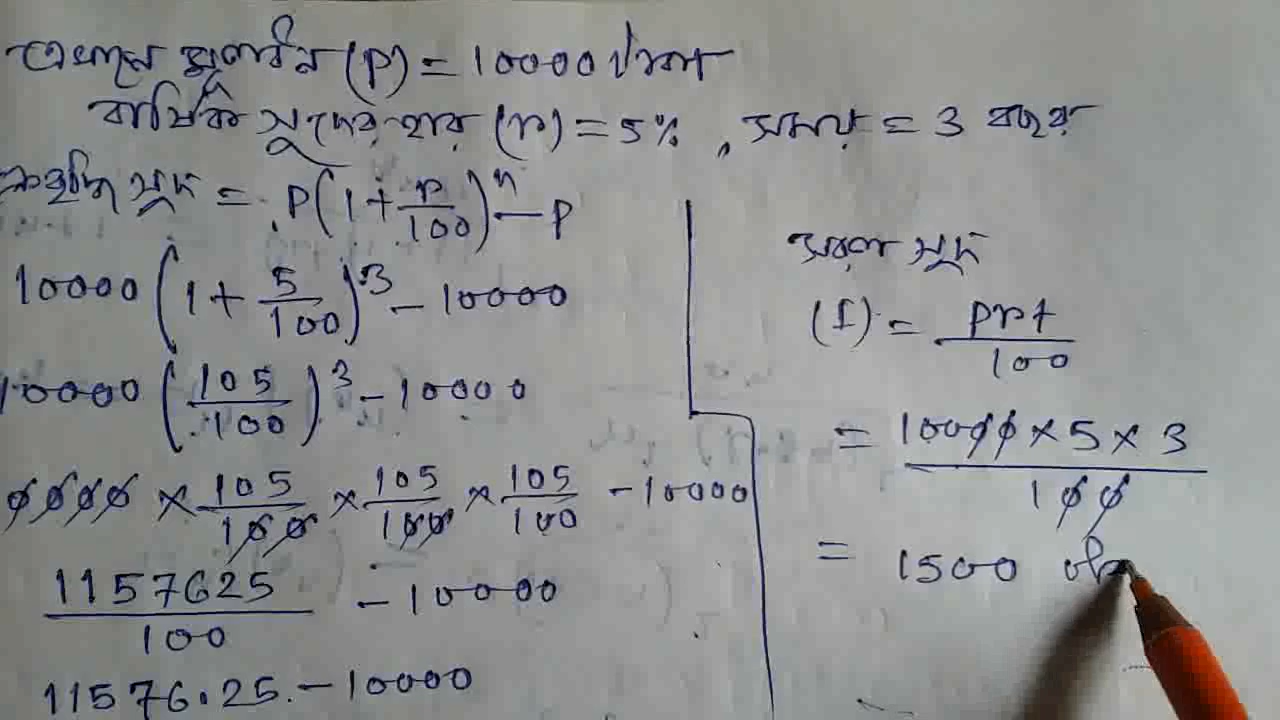 এখানে মূলধন (P) = 10000 টাকা
বার্ষিক সুদের হার (r) = 5% , সময় = 3 বছর
চক্রবৃদ্ধি সুদ = P(1 + r/100)^n - P
10000 (1 + 5/100)^3 - 10000
10000 (105/100)^3 - 10000
0000 × 105/100 × 105/100 × 105/100 - 10000
1157625/100 - 10000
11576.25. - 10000
সরল সুদ
(I) = prt/100
= 10000 × 5 × 3/100
= 1500